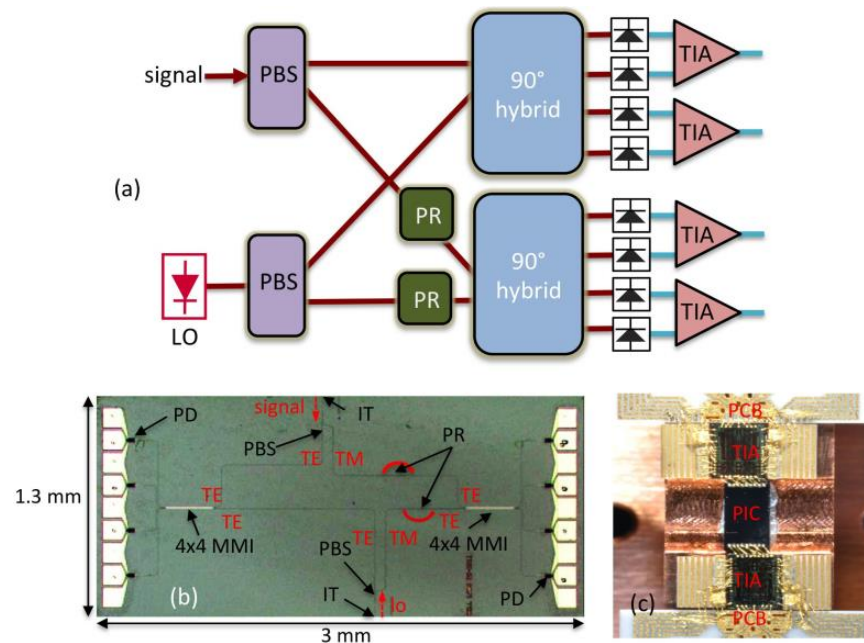 signal
PBS
90°
hybrid
TIA
TIA
(a)
PR
LO
PBS
PR
90°
hybrid
TIA
TIA
1.3 mm
PD
signal
IT
PBS
TE
TM
PR
TE
4x4 MMI
TE
TE
TM
TE
4x4 MMI
PBS
IT
lo
PD
(b)
3 mm
PCB
TIA
PIC
TIA
PCB
(c)